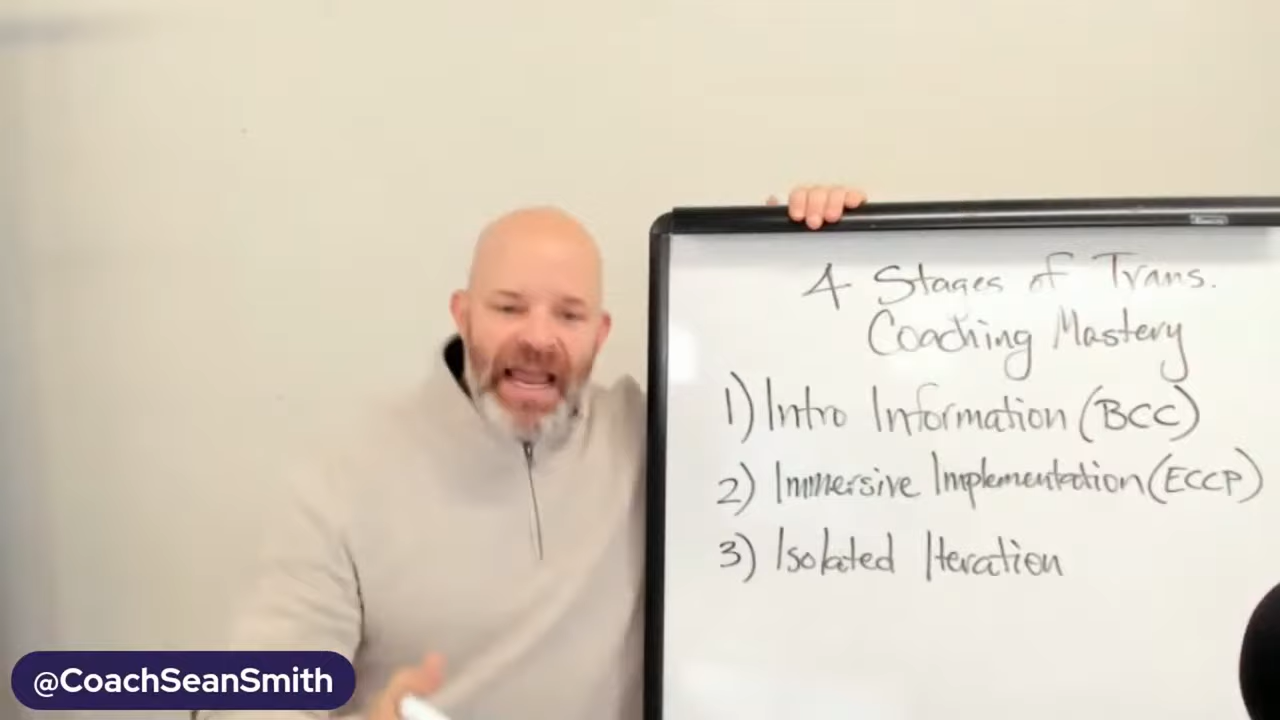 4 Stages of Trans.
Coaching Mastery
1) Intro Information (BCC)
2) Immersive Implementation (ECCP)
3) Isolated Iteration
@CoachSeanSmith